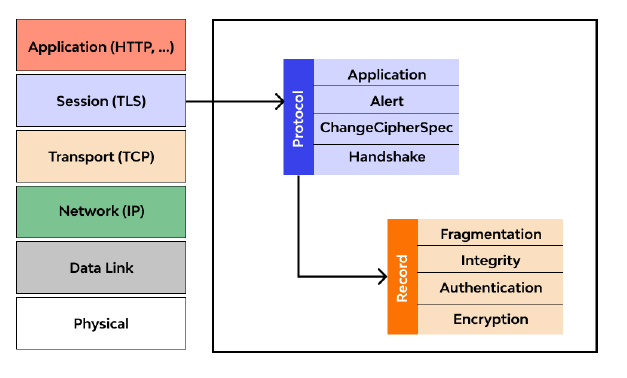 Application (HTTP, ...)
Session (TLS)
Transport (TCP)
Network (IP)
Data Link
Physical
Protocol
Application
Alert
ChangeCipherSpec
Handshake
Record
Fragmentation
Integrity
Authentication
Encryption